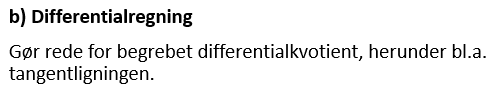 b) Differentialregning
Gør rede for begrebet differentialkvotient, herunder bl.a.
tangentligningen.